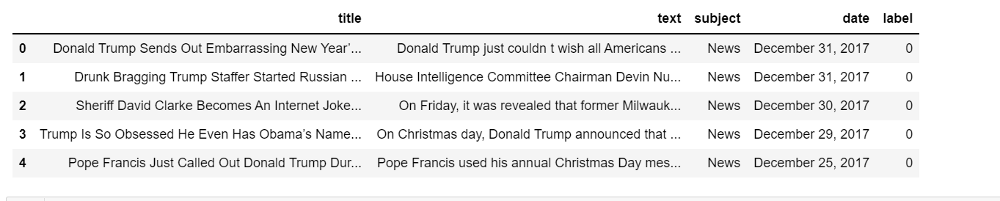 title text subject date label
0 Donald Trump Sends Out Embarrassing New Year’... Donald Trump just couldn t wish all Americans ... News December 31, 2017 0
1 Drunk Bragging Trump Staffer Started Russian ... House Intelligence Committee Chairman Devin Nu... News December 31, 2017 0
2 Sheriff David Clarke Becomes An Internet Joke... On Friday, it was revealed that former Milwauk... News December 30, 2017 0
3 Trump Is So Obsessed He Even Has Obama’s Name... On Christmas day, Donald Trump announced that ... News December 29, 2017 0
4 Pope Francis Just Called Out Donald Trump Dur... Pope Francis used his annual Christmas Day mes... News December 25, 2017 0